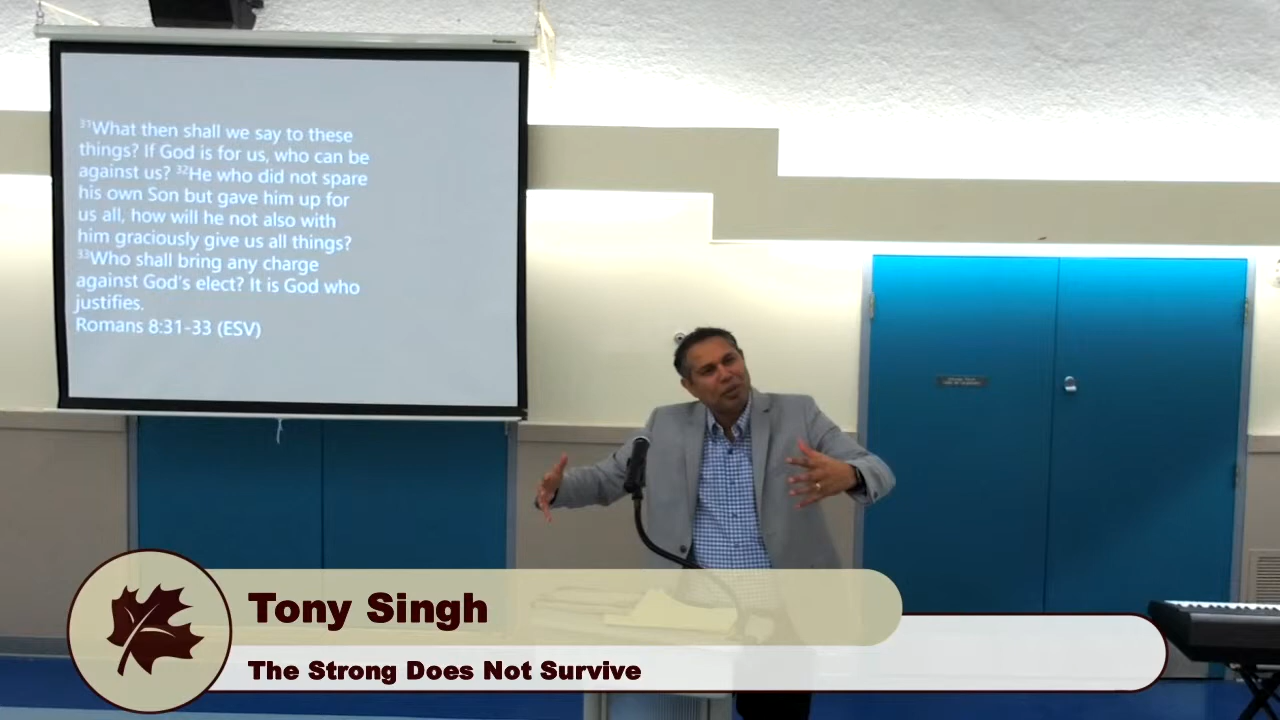 ³¹What then shall we say to these
things? If God is for us, who can be
against us? ³²He who did not spare
his own Son but gave him up for
us all, how will he not also with
him graciously give us all things?
³³Who shall bring any charge
against God's elect? It is God who
justifies.
Romans 8:31-33 (ESV)
Tony Singh
The Strong Does Not Survive